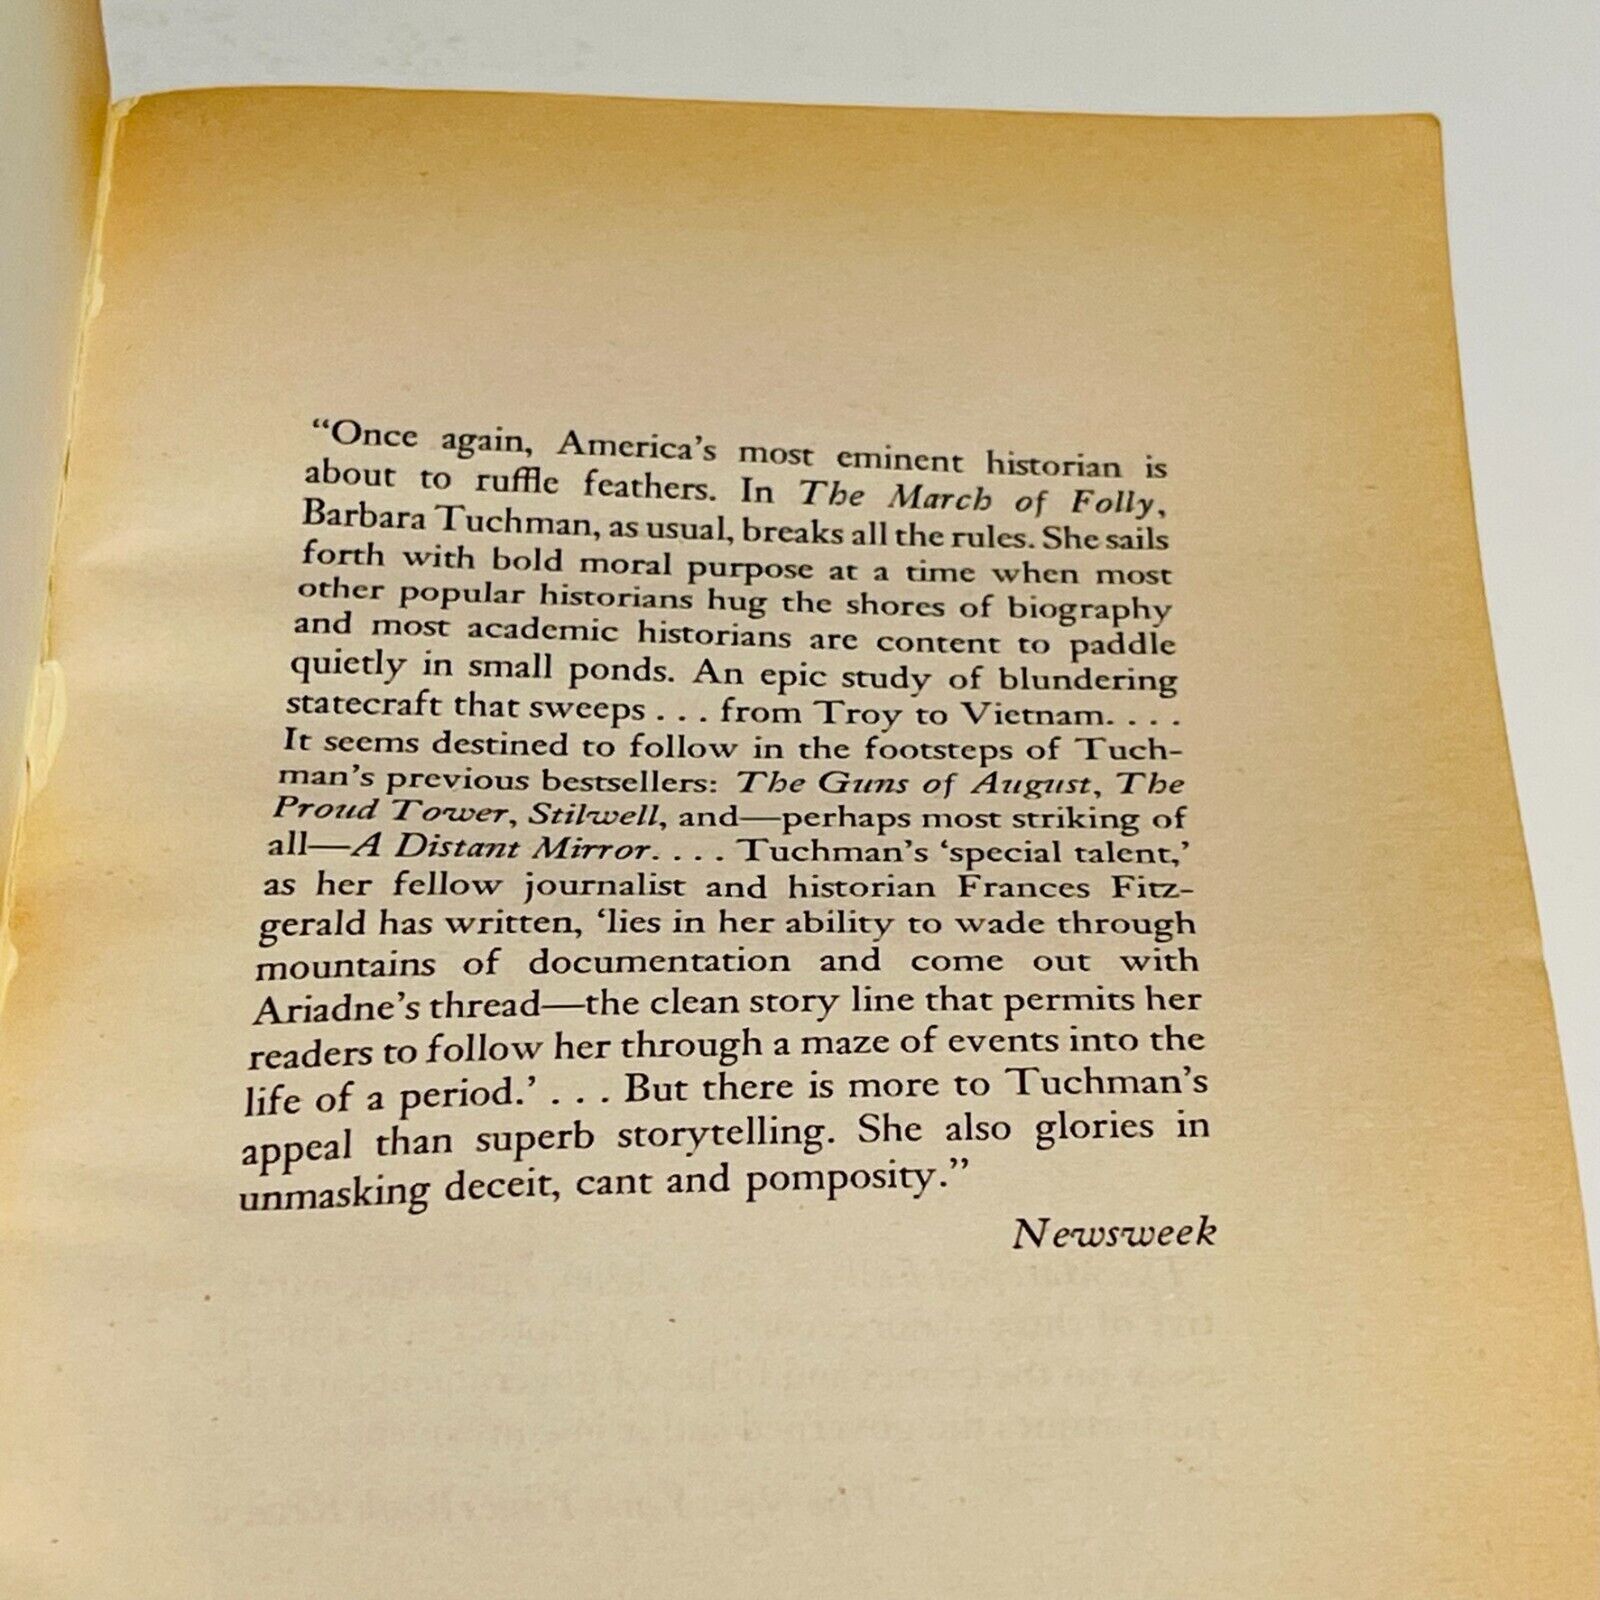 “Once again, America’s most eminent historian is
about to ruffle feathers. In The March of Folly,
Barbara Tuchman, as usual, breaks all the rules. She sails
forth with bold moral purpose at a time when most
other popular historians hug the shores of biography
and most academic historians are content to paddle
quietly in small ponds. An epic study of blundering
statecraft that sweeps . . . from Troy to Vietnam. . . .
It seems destined to follow in the footsteps of Tuch-
man’s previous bestsellers: The Guns of August, The
Proud Tower, Stilwell, and—perhaps most striking of
all—A Distant Mirror. . . . Tuchman’s ‘special talent,’
as her fellow journalist and historian Frances Fitz-
gerald has written, ‘lies in her ability to wade through
mountains of documentation and come out with
Ariadne’s thread—the clean story line that permits her
readers to follow her through a maze of events into the
life of a period.’ . . . But there is more to Tuchman’s
appeal than superb storytelling. She also glories in
unmasking deceit, cant and pomposity.”
Newsweek